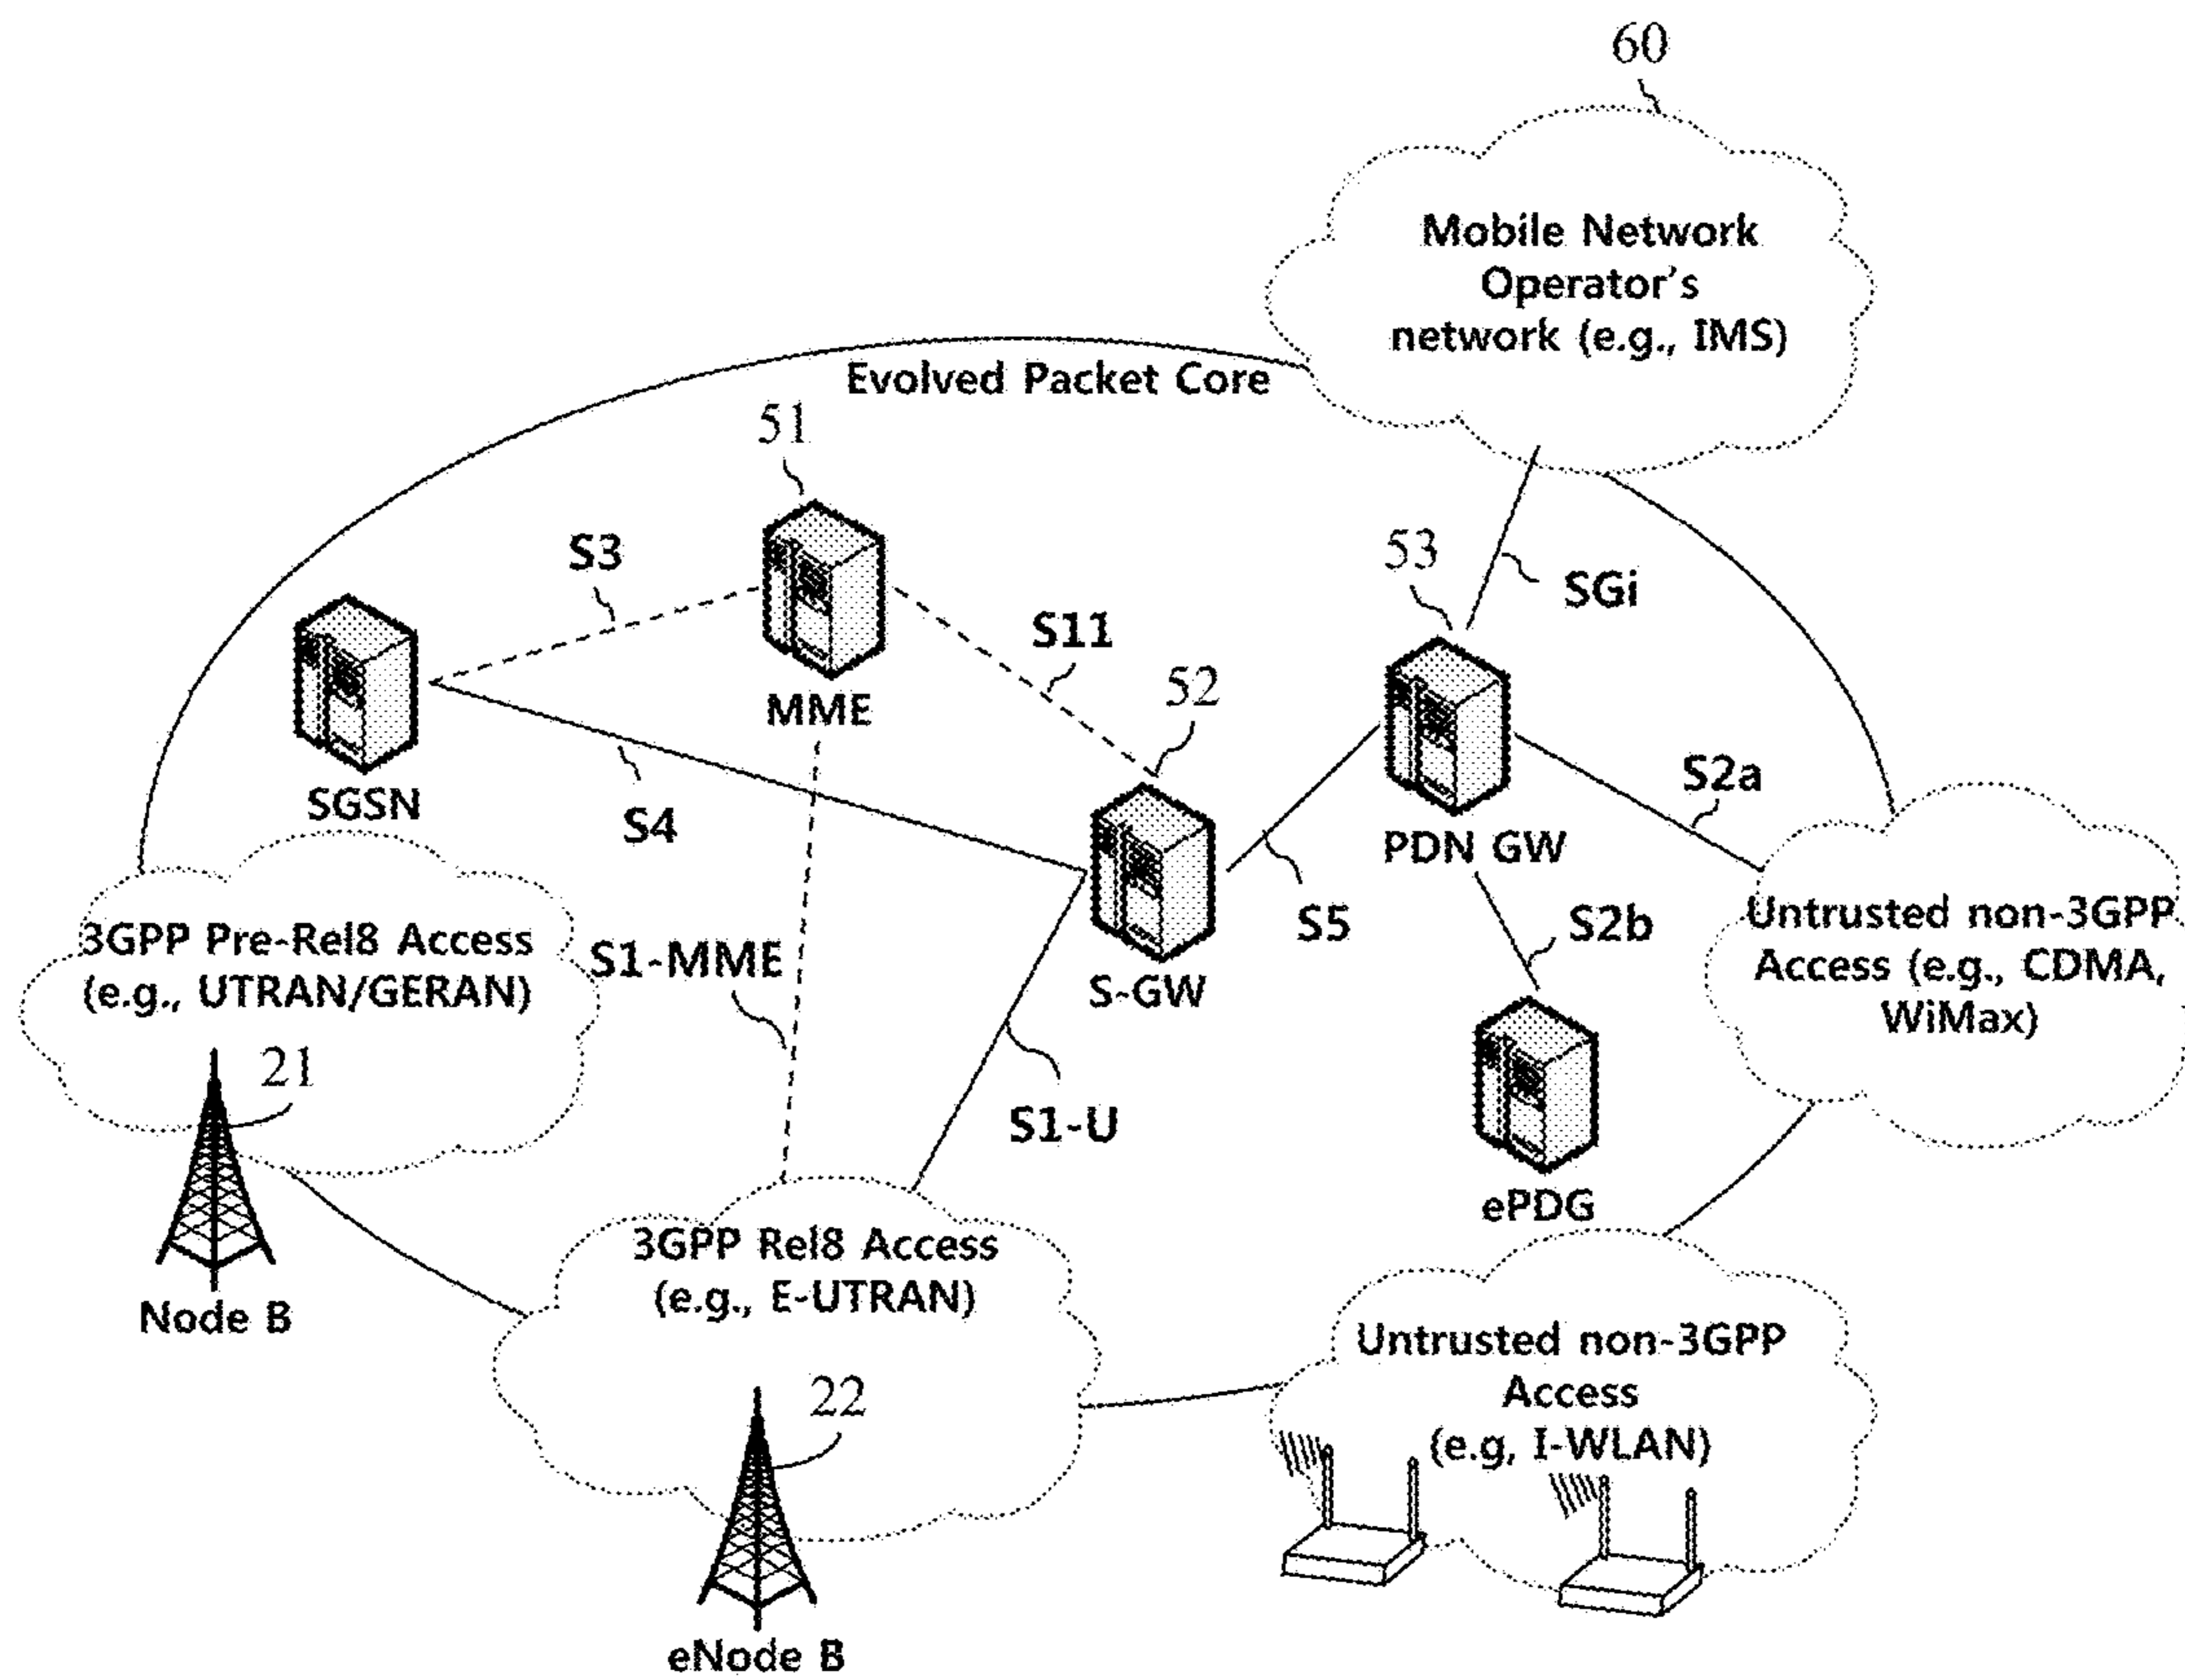 60
Mobile Network
Operator's
network (e.g., IMS)
Evolved Packet Core
51
S3
53
SGi
S11
52
MME
S2a
SGSN
S4
PDN GW
3GPP Pre-Rel8 Access
(e.g., UTRAN/GERAN)
S1-MME
S-GW
S5
S2b
Untrusted non-3GPP
Access (e.g., CDMA,
WiMax)
21
S1-U
ePDG
Node B
3GPP Rel8 Access
(e.g., E-UTRAN)
22
eNode B
Untrusted non-3GPP
Access
(e.g, I-WLAN)